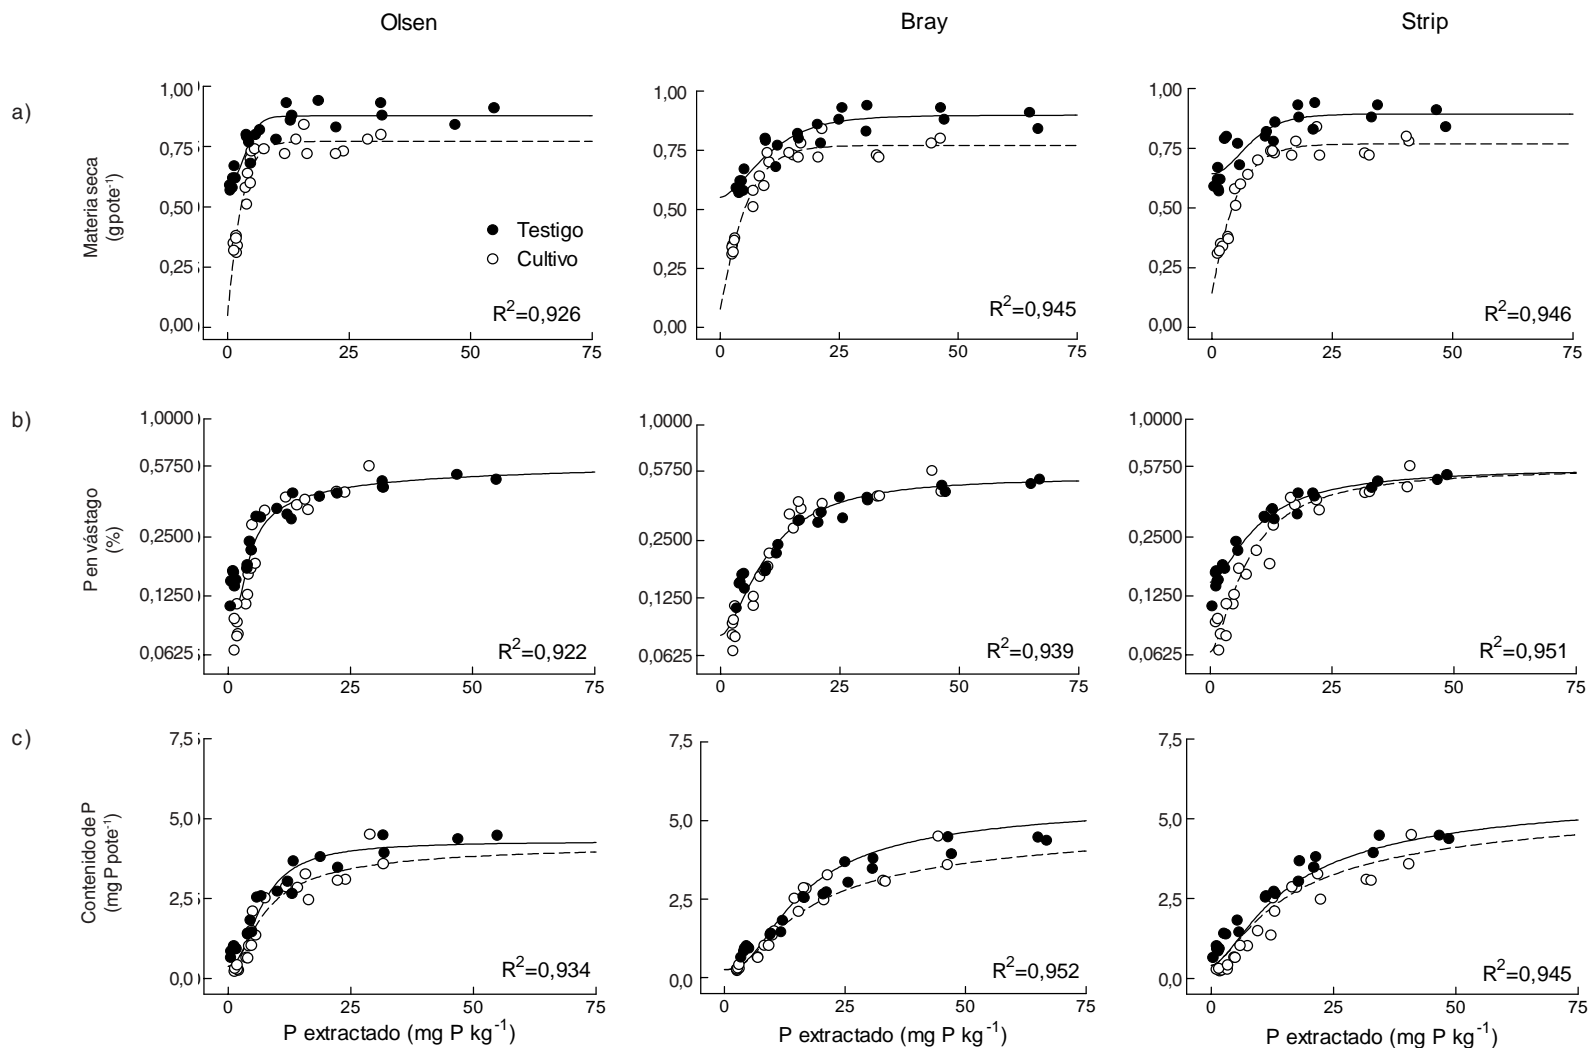 Olsen Bray Strip
a)
Materia seca
(g pote⁻¹)
1,00
0,75
0,50
0,25
0,00
Testigo
Cultivo
R²=0,926
0 25 50 75
1,00
0,75
0,50
0,25
0,00
R²=0,945
0 25 50 75
1,00
0,75
0,50
0,25
0,00
R²=0,946
0 25 50 75
b)
P en vástago
(%)
1,0000
0,5750
0,2500
0,1250
0,0625
R²=0,922
0 25 50 75
1,0000
0,5750
0,2500
0,1250
0,0625
R²=0,939
0 25 50 75
1,0000
0,5750
0,2500
0,1250
0,0625
R²=0,951
0 25 50 75
c)
Contenido de P
(mg P pote⁻¹)
7,5
5,0
2,5
0,0
R²=0,934
0 25 50 75
P extractado (mg P kg⁻¹)
7,5
5,0
2,5
0,0
R²=0,952
0 25 50 75
P extractado (mg P kg⁻¹)
7,5
5,0
2,5
0,0
R²=0,945
0 25 50 75
P extractado (mg P kg⁻¹)